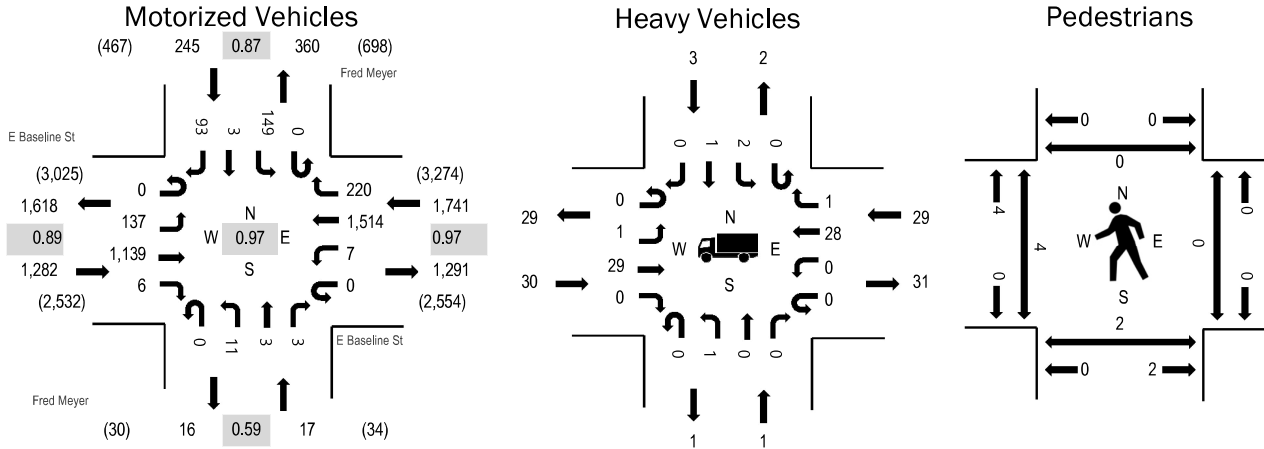 Motorized Vehicles
(467) 245 0.87 360 (698)
Fred Meyer
E Baseline St
93 3 149 0
(3,025) 0 220 (3,274)
1,618 137 N 1,514 1,741
0.89 W 0.97 E 0.97
1,282 1,139 S 7 1,291
(2,532) 6 0 (2,554)
0 11 3 3
E Baseline St
Fred Meyer
(30) 16 0.59 17 (34)
Heavy Vehicles
3 2
0 1 2 0
0 1
29 N 29
1 W E 28
29 0
30 0 S 0 31
0 1 0 0
1 1
Pedestrians
0 0
0
N
4 4 W E 0 0
0 S 0
2
0 2